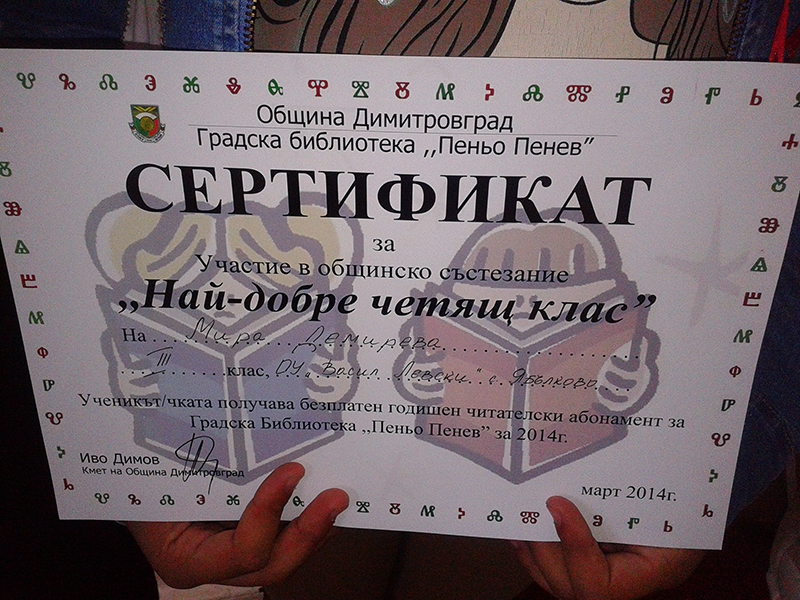 Община Димитровград
Градска библиотека ,,Пеньо Пенев”
СЕРТИФИКАТ
за
Участие в общинско състезание
,,Най-добре четящ клас”
На ... Мира Демирева
III клас, ОУ „Васил Левски“ с. Ябълково
Ученикът/чката получава безплатен годишен читателски абонамент за
Градска Библиотека ,,Пеньо Пенев” за 2014г.
Иво Димов
Кмет на Община Димитровград
март 2014г.